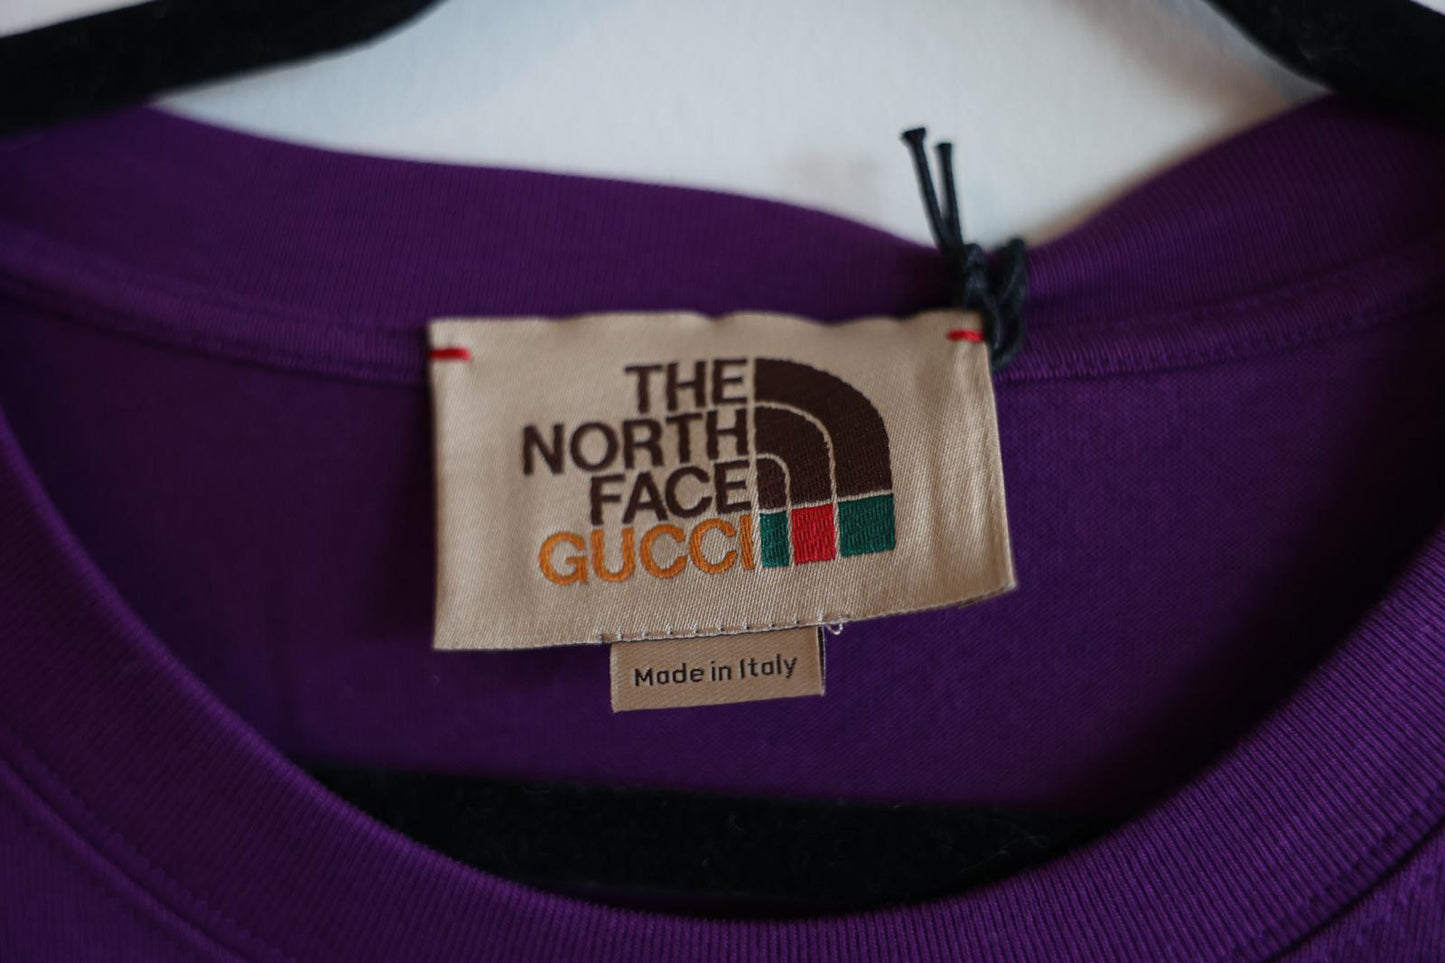 THE
NORTH
FACE
GUCCI
Made in Italy